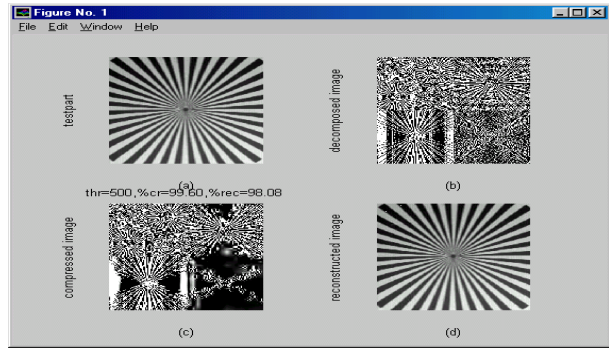 Figure No. 1
File Edit Window Help
testpart
(a)
decomposed image
(b)
thr=500,%cr=99.60,%rec=98.08
compressed image
(c)
reconstructed image
(d)